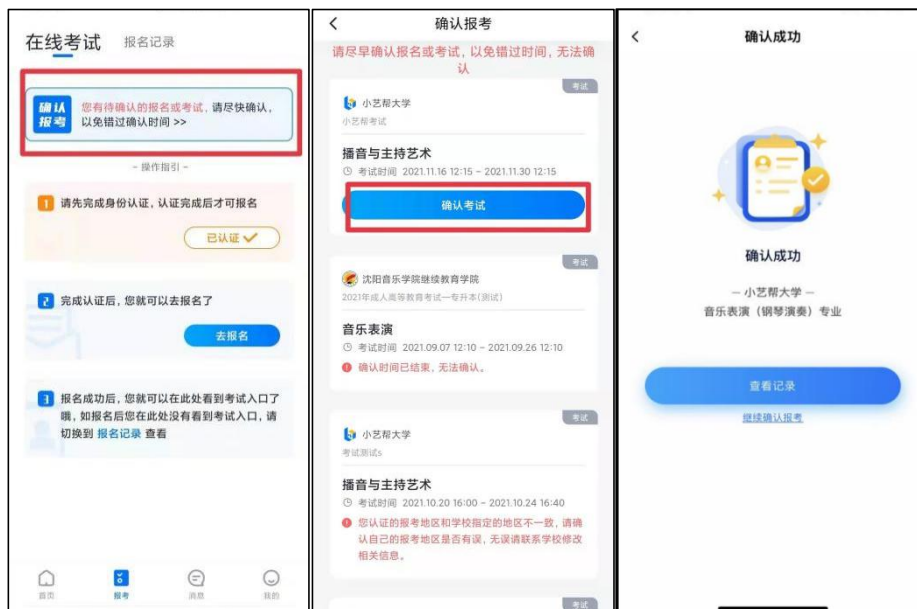 在线考试 报名记录
确认
报考
您有待确认的报名或考试, 请尽快确认,
以免错过确认时间 >>
- 操作指引 -
1 请先完成身份认证, 认证完成后才可报名
已认证
2 完成认证后, 您就可以去报名了
去报名
3 报名成功后, 您就可以在此处看到考试入口了
哦, 如报名后您在此处没有看到考试入口, 请
切换到 报名记录 查看
首页 报考 消息 我的
确认报考
请尽早确认报名或考试, 以免错过时间, 无法确
认
考试
小艺帮大学
小艺帮考试
播音与主持艺术
考试时间 2021.11.16 12:15 - 2021.11.30 12:15
确认考试
考试
沈阳音乐学院继续教育学院
2021年成人高等教育考试—专升本(测试)
音乐表演
考试时间 2021.09.07 12:10 - 2021.09.26 12:10
确认时间已结束, 无法确认。
考试
小艺帮大学
考试测试s
播音与主持艺术
考试时间 2021.10.20 16:00 - 2021.10.24 16:40
您认证的报考地区和学校指定的地区不一致, 请确
认自己的报考地区是否有误, 无误请联系学校修改
相关信息。
考试
确认成功
确认成功
— 小艺帮大学 —
音乐表演（钢琴演奏）专业
查看记录
继续确认报考